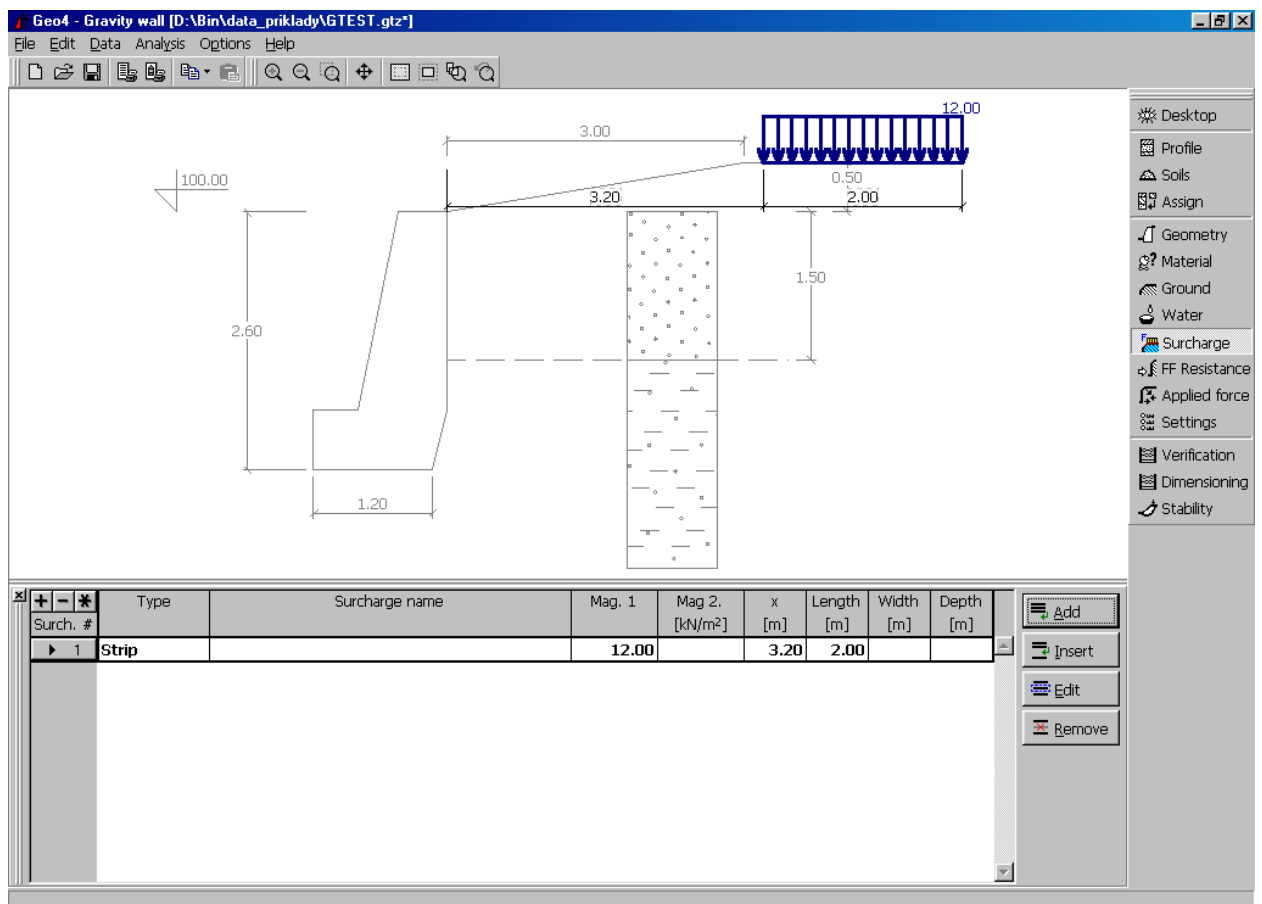 Geo4 - Gravity wall [D:\Bin\data_priklady\GTEST.gtz*]
File Edit Data Analysis Options Help
12.00
3.00
100.00
0.50
3.20
2.00
1.50
2.60
1.20
Desktop
Profile
Soils
Assign
Geometry
Material
Ground
Water
Surcharge
FF Resistance
Applied force
Settings
Verification
Dimensioning
Stability
+ - * Type Surcharge name Mag. 1 Mag 2. x Length Width Depth
Surch. # [kN/m²] [m] [m] [m] [m]
1 Strip 12.00 3.20 2.00
Add
Insert
Edit
Remove